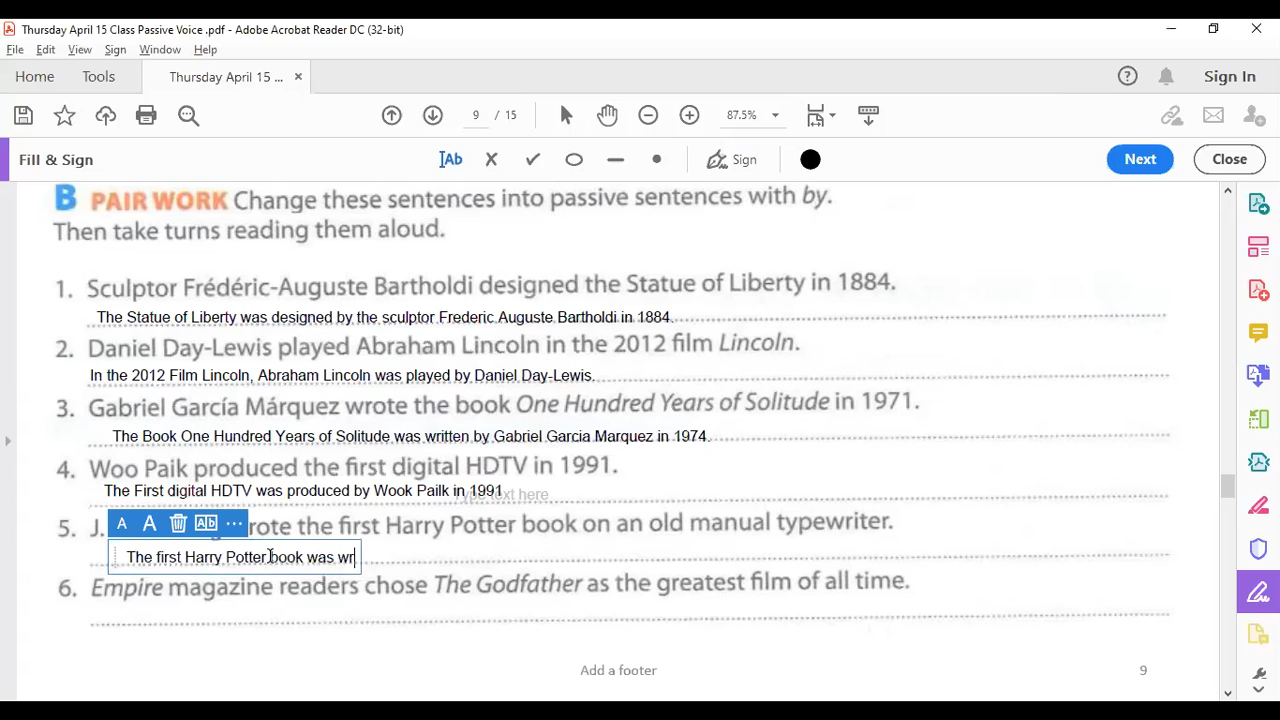 Thursday April 15 Class Passive Voice .pdf - Adobe Acrobat Reader DC (32-bit)
File Edit View Sign Window Help
Home Tools Thursday April 15 ... Sign In
9 / 15 87.5%
Fill & Sign Ab Sign Next Close
B PAIR WORK Change these sentences into passive sentences with by.
Then take turns reading them aloud.
1. Sculptor Frédéric-Auguste Bartholdi designed the Statue of Liberty in 1884.
The Statue of Liberty was designed by the sculptor Frederic Auguste Bartholdi in 1884.
2. Daniel Day-Lewis played Abraham Lincoln in the 2012 film Lincoln.
In the 2012 Film Lincoln, Abraham Lincoln was played by Daniel Day-Lewis.
3. Gabriel García Márquez wrote the book One Hundred Years of Solitude in 1971.
The Book One Hundred Years of Solitude was written by Gabriel Garcia Marquez in 1974.
4. Woo Paik produced the first digital HDTV in 1991.
The First digital HDTV was produced by Wook Pailk in 1991
Type text here
A A Ab
5. J. rote the first Harry Potter book on an old manual typewriter.
The first Harry Potter book was wr
6. Empire magazine readers chose The Godfather as the greatest film of all time.
Add a footer 9